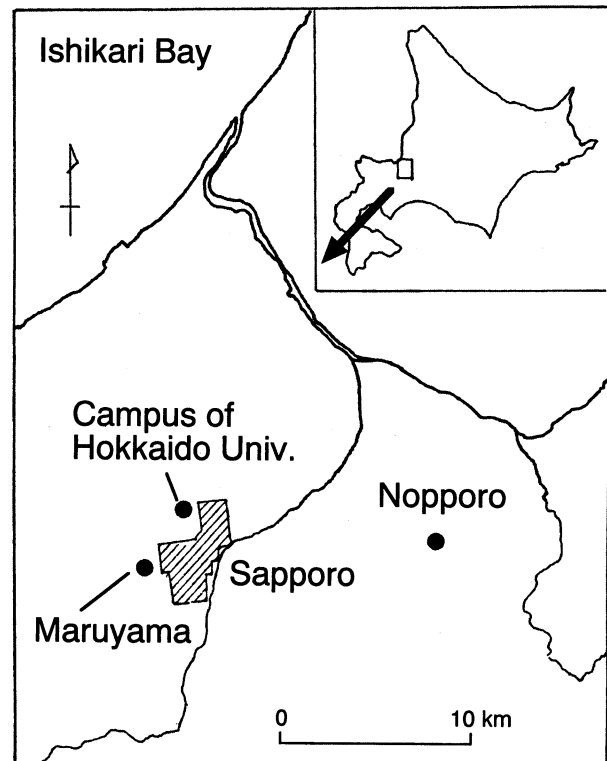 Ishikari Bay
Campus of
Hokkaido Univ.
Nopporo
Sapporo
Maruyama
0 10 km